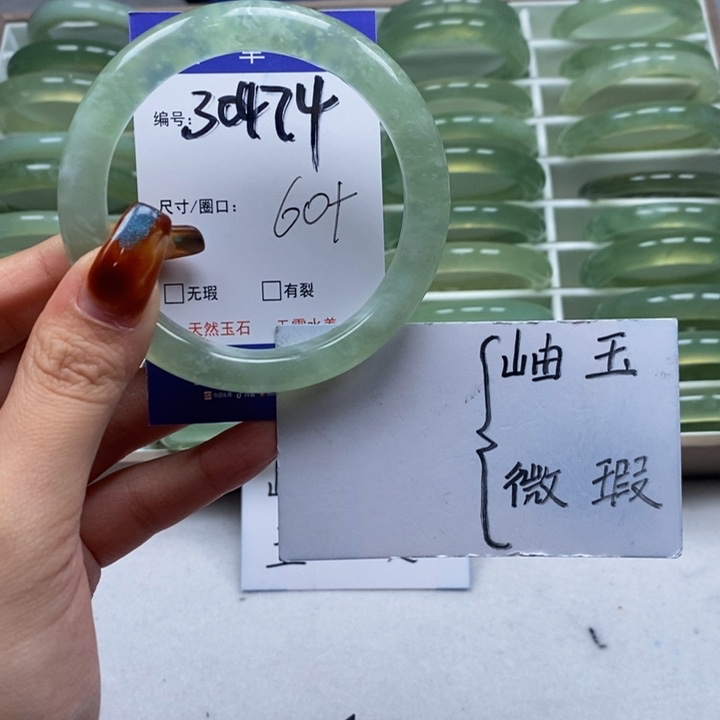 编号:30474
尺寸/圈口: 60+
无瑕 有裂
天然玉石
岫玉
微瑕